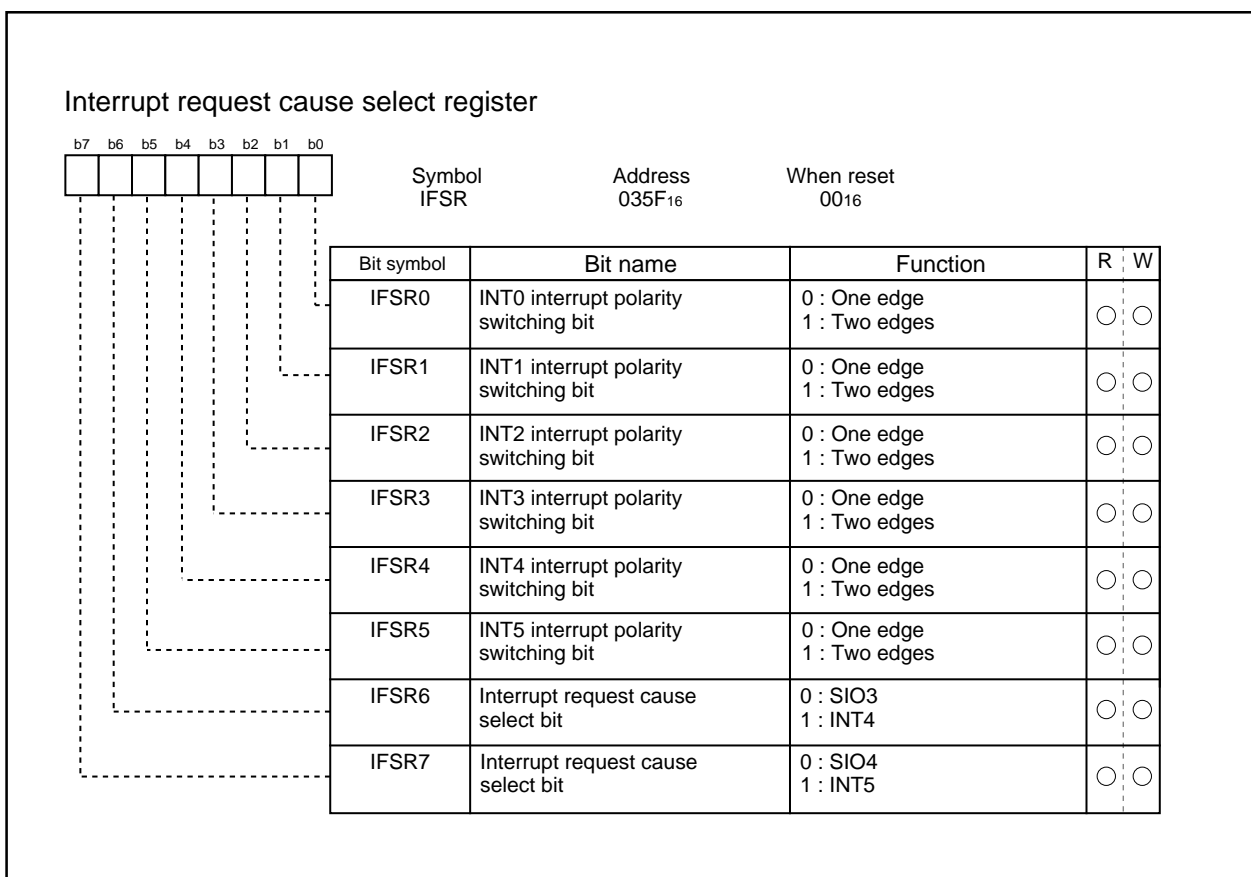 Interrupt request cause select register
b7 b6 b5 b4 b3 b2 b1 b0
Symbol Address When reset
IFSR 035F16 0016
Bit symbol Bit name Function R W
IFSR0 INT0 interrupt polarity 0 : One edge
switching bit 1 : Two edges
IFSR1 INT1 interrupt polarity 0 : One edge
switching bit 1 : Two edges
IFSR2 INT2 interrupt polarity 0 : One edge
switching bit 1 : Two edges
IFSR3 INT3 interrupt polarity 0 : One edge
switching bit 1 : Two edges
IFSR4 INT4 interrupt polarity 0 : One edge
switching bit 1 : Two edges
IFSR5 INT5 interrupt polarity 0 : One edge
switching bit 1 : Two edges
IFSR6 Interrupt request cause 0 : SIO3
select bit 1 : INT4
IFSR7 Interrupt request cause 0 : SIO4
select bit 1 : INT5